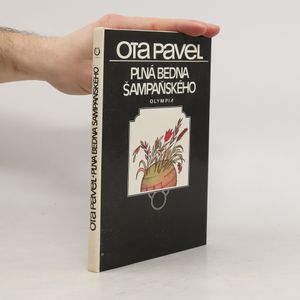 OTA PAVEL
PLNÁ BEDNA
ŠAMPAŇSKÉHO
OLYMPIA
OTA PAVEL • PLNÁ BEDNA ŠAMPAŇSKÉHO